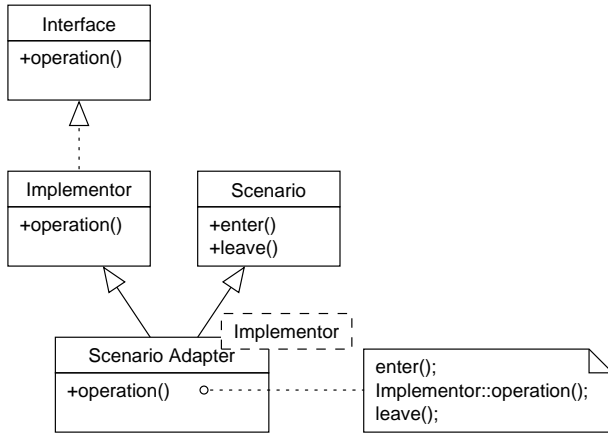 Interface
+operation()
Implementor
+operation()
Scenario
+enter()
+leave()
Implementor
Scenario Adapter
+operation()
enter();
Implementor::operation();
leave();